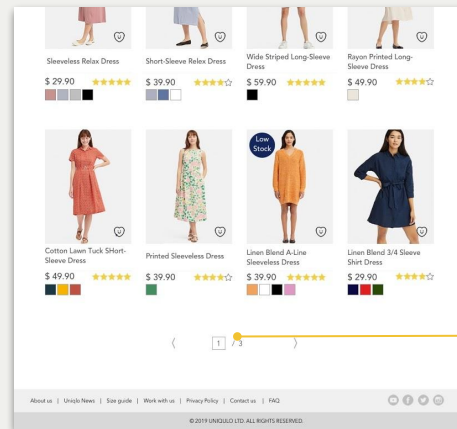 Sleeveless Relax Dress
Short-Sleeve Relex Dress
Wide Striped Long-Sleeve
Dress
Rayon Printed Long-
Sleeve Dress
$ 29.90
$ 39.90
$ 59.90
$ 49.90
Low
Stock
Cotton Lawn Tuck SHort-
Sleeve Dress
Printed Sleeveless Dress
Linen Blend A-Line
Sleeveless Dress
Linen Blend 3/4 Sleeve
Shirt Dress
$ 49.90
$ 39.90
$ 39.90
$ 29.90
〈 1 / 3 〉
About us | Uniqlo News | Size guide | Work with us | Privacy Policy | Contact us | FAQ
© 2019 UNIQULO LTD. ALL RIGHTS RESERVED.